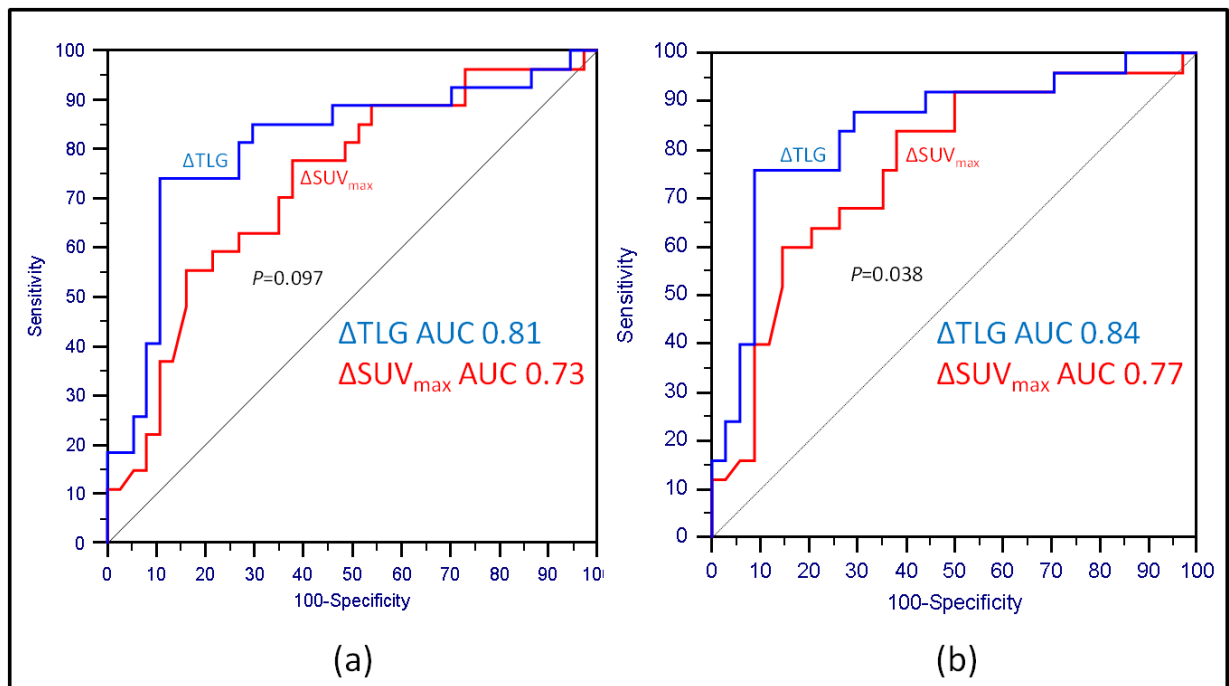 100
90
80
70
60
50
40
30
20
10
0
Sensitivity
ΔTLG
ΔSUVmax
P=0.097
ΔTLG AUC 0.81
ΔSUVmax AUC 0.73
0 10 20 30 40 50 60 70 80 90 100
100-Specificity
(a)
100
90
80
70
60
50
40
30
20
10
0
Sensitivity
ΔTLG
ΔSUVmax
P=0.038
ΔTLG AUC 0.84
ΔSUVmax AUC 0.77
0 10 20 30 40 50 60 70 80 90 100
100-Specificity
(b)